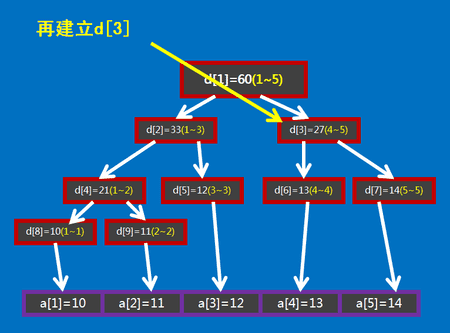 再建立d[3]
d[1]=60(1~5)
d[2]=33(1~3)
d[3]=27(4~5)
d[4]=21(1~2)
d[5]=12(3~3)
d[6]=13(4~4)
d[7]=14(5~5)
d[8]=10(1~1)
d[9]=11(2~2)
a[1]=10
a[2]=11
a[3]=12
a[4]=13
a[5]=14